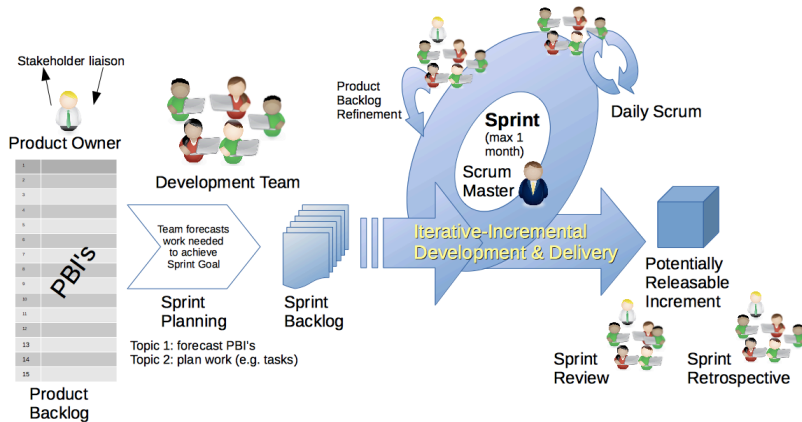 Stakeholder liaison
Product Owner
1
2
3
4
5
6
7
8
9
10
11
12
13
14
15
PBI's
Product
Backlog
Development Team
Team forecasts
work needed
to achieve
Sprint Goal
Sprint
Planning
Topic 1: forecast PBI's
Topic 2: plan work (e.g. tasks)
Sprint
Backlog
Product
Backlog
Refinement
Sprint
(max 1
month)
Scrum
Master
Daily Scrum
Iterative-Incremental
Development & Delivery
Potentially
Releasable
Increment
Sprint
Review
Sprint
Retrospective